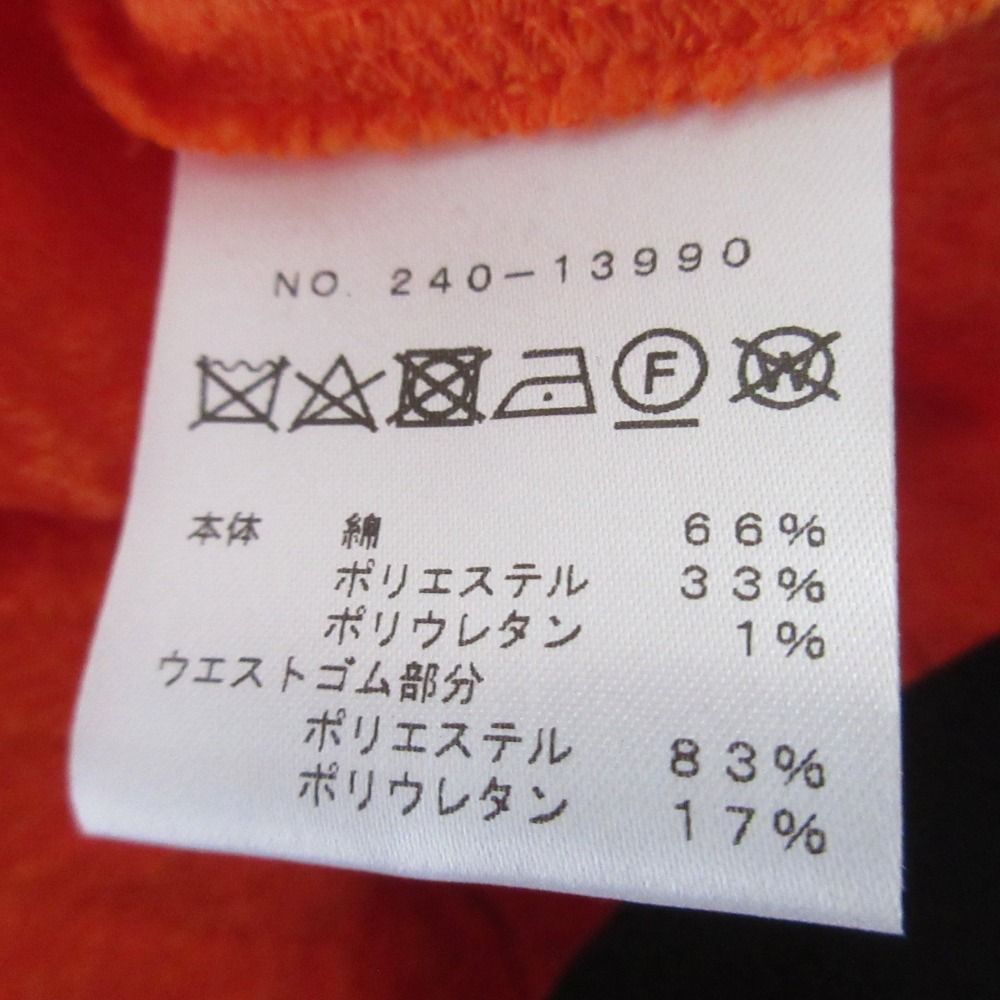 NO. 240-13990
F W
本体 綿 66%
ポリエステル 33%
ポリウレタン 1%
ウエストゴム部分
ポリエステル 83%
ポリウレタン 17%